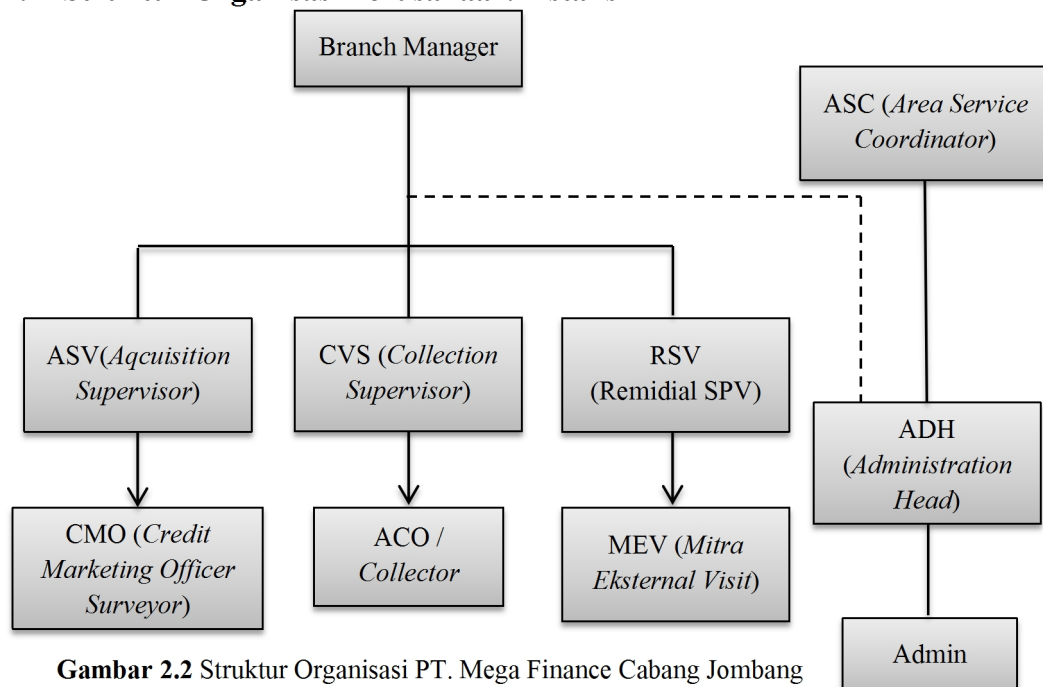 Branch Manager
ASC (Area Service
Coordinator)
ASV(Aqcuisition
Supervisor)
CVS (Collection
Supervisor)
RSV
(Remidial SPV)
ADH
(Administration
Head)
CMO (Credit
Marketing Officer
Surveyor)
ACO /
Collector
MEV (Mitra
Eksternal Visit)
Admin
Gambar 2.2 Struktur Organisasi PT. Mega Finance Cabang Jombang